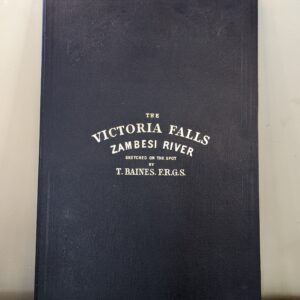 THE
VICTORIA FALLS
ZAMBESI RIVER
SKETCHED ON THE SPOT
BY
T. BAINES. F.R.G.S.